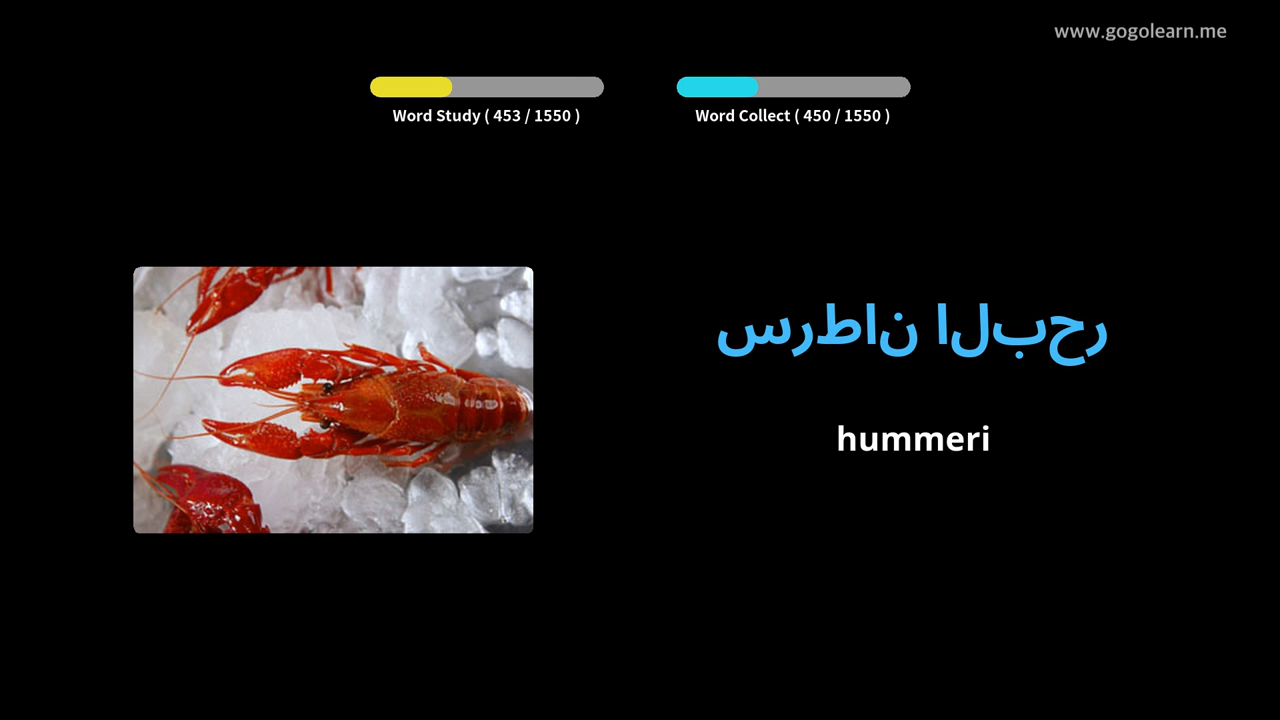 www.gogolearn.me
Word Study ( 453 / 1550 )
Word Collect ( 450 / 1550 )
سرطان البحر
hummeri